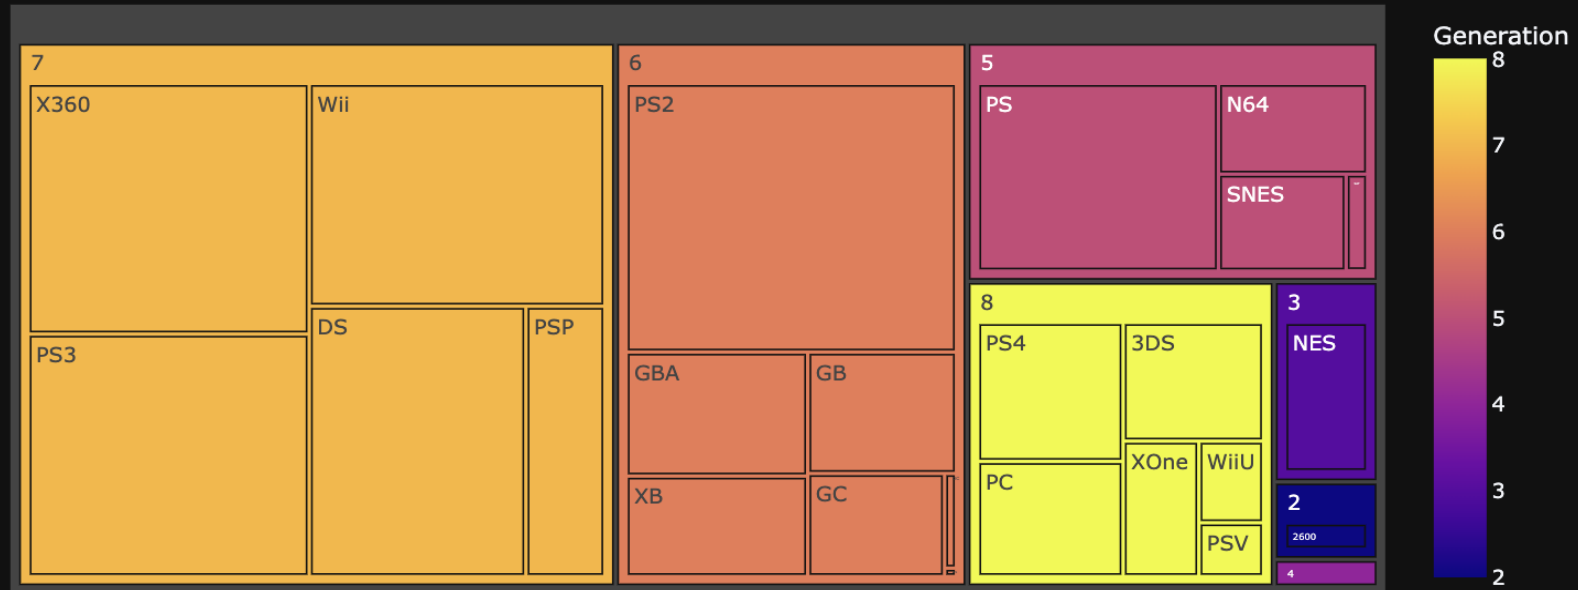 7
X360
Wii
PS3
DS
PSP
6
PS2
GBA
GB
XB
GC
5
PS
N64
SNES
8
PS4
3DS
PC
XOne
WiiU
PSV
3
NES
2
2600
4
Generation
8
7
6
5
4
3
2